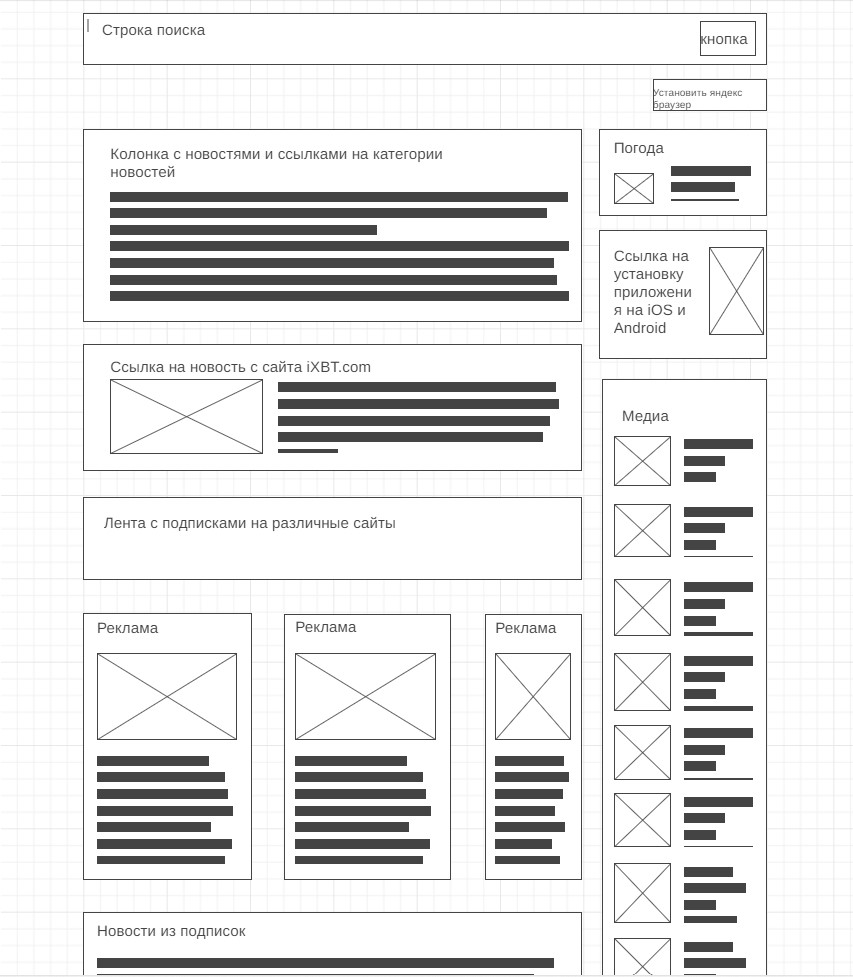 Строка поиска
кнопка
Установить яндекс
браузер
Колонка с новостями и ссылками на категории
новостей
Погода
Ссылка на
установку
приложени
я на iOS и
Android
Ссылка на новость с сайта iXBT.com
Медиа
Лента с подписками на различные сайты
Реклама
Реклама
Реклама
Новости из подписок